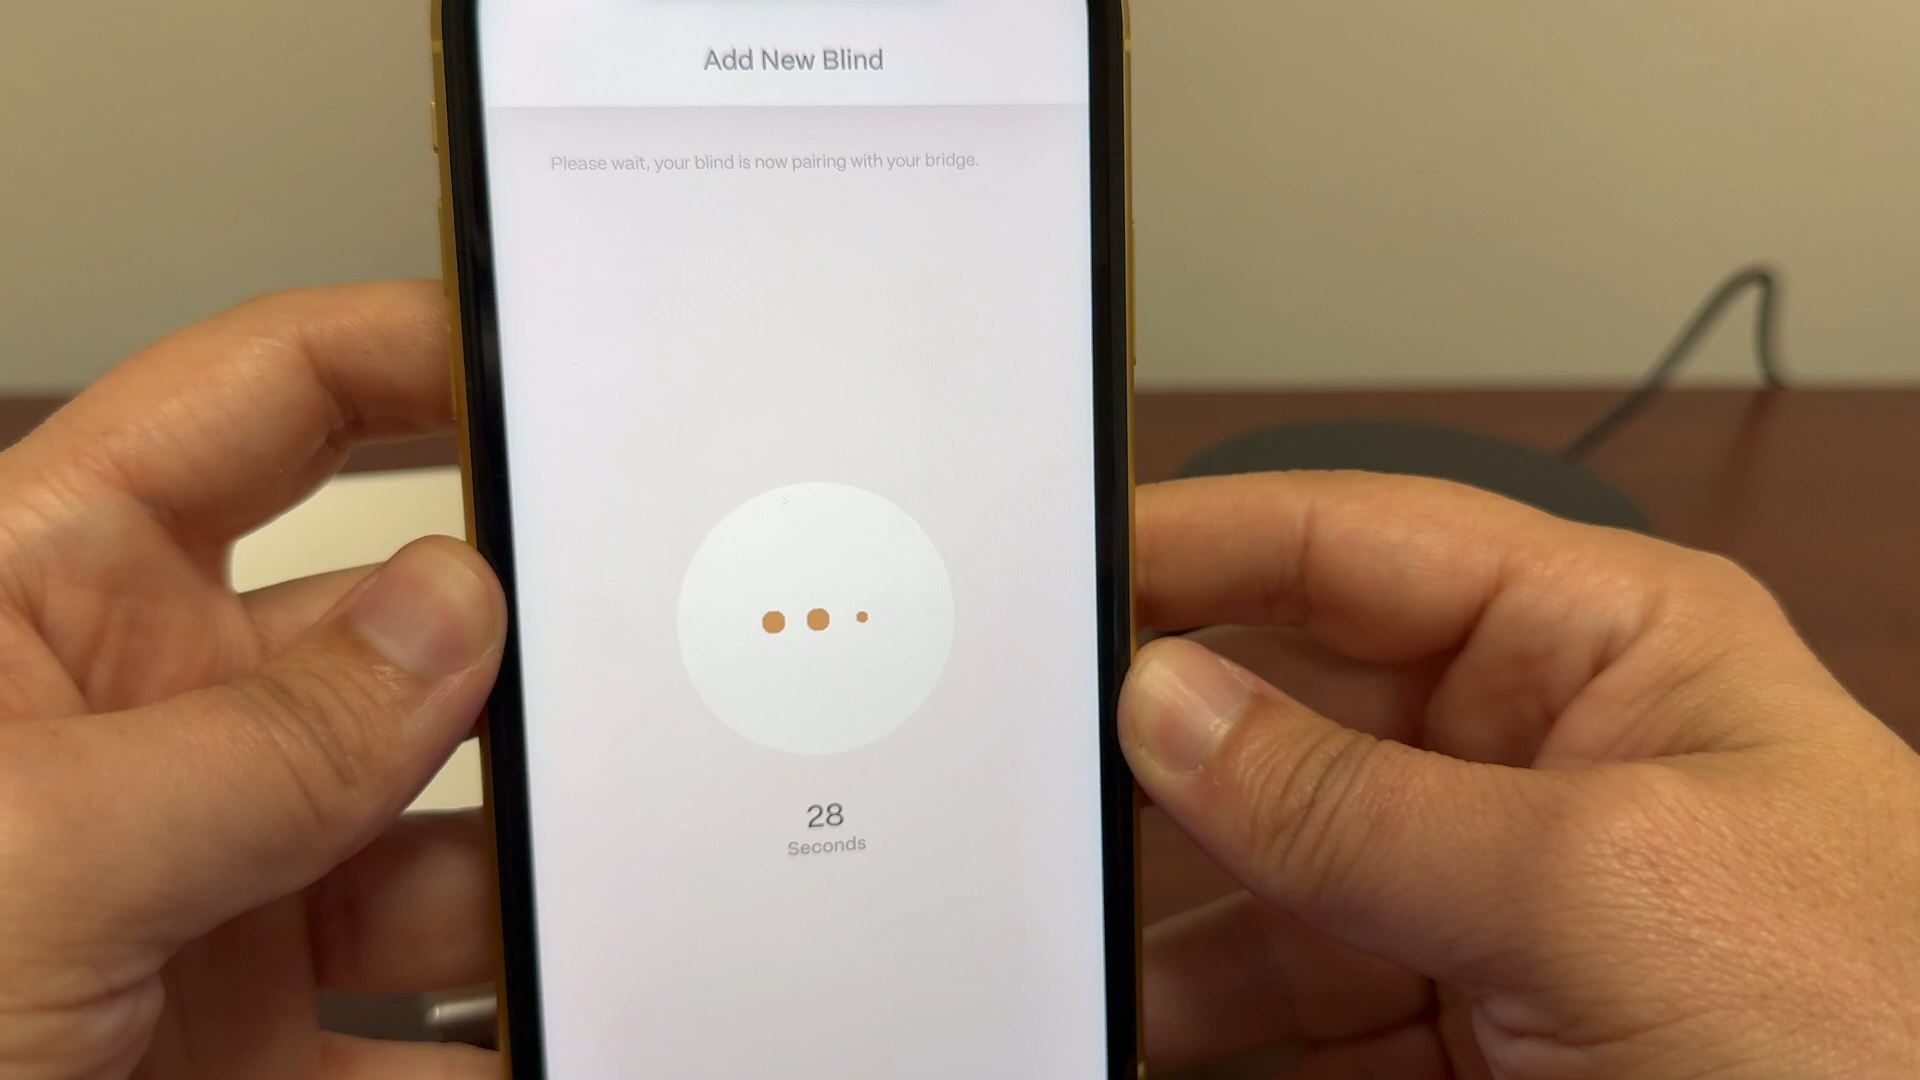 Add New Blind
Please wait, your blind is now pairing with your bridge.
28
Seconds